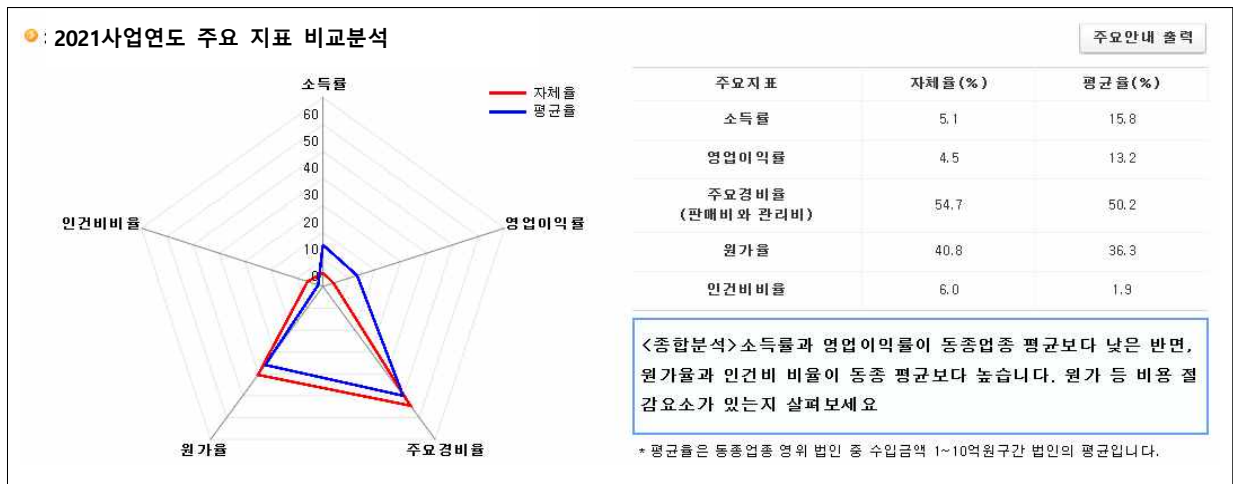 : 2021사업연도 주요 지표 비교분석
주요안내 출력
소득률
자체율
평균율
60
50
40
30
20
10
0
인건비비율
영업이익률
원가율
주요경비율
주요지표 자체율(%) 평균율(%)
소득률 5.1 15.8
영업이익률 4.5 13.2
주요경비율
(판매비와 관리비) 54.7 50.2
원가율 40.8 36.3
인건비비율 6.0 1.9
<종합분석>소득률과 영업이익률이 동종업종 평균보다 낮은 반면,
원가율과 인건비 비율이 동종 평균보다 높습니다. 원가 등 비용 절
감요소가 있는지 살펴보세요
* 평균율은 동종업종 영위 법인 중 수입금액 1~10억원구간 법인의 평균입니다.